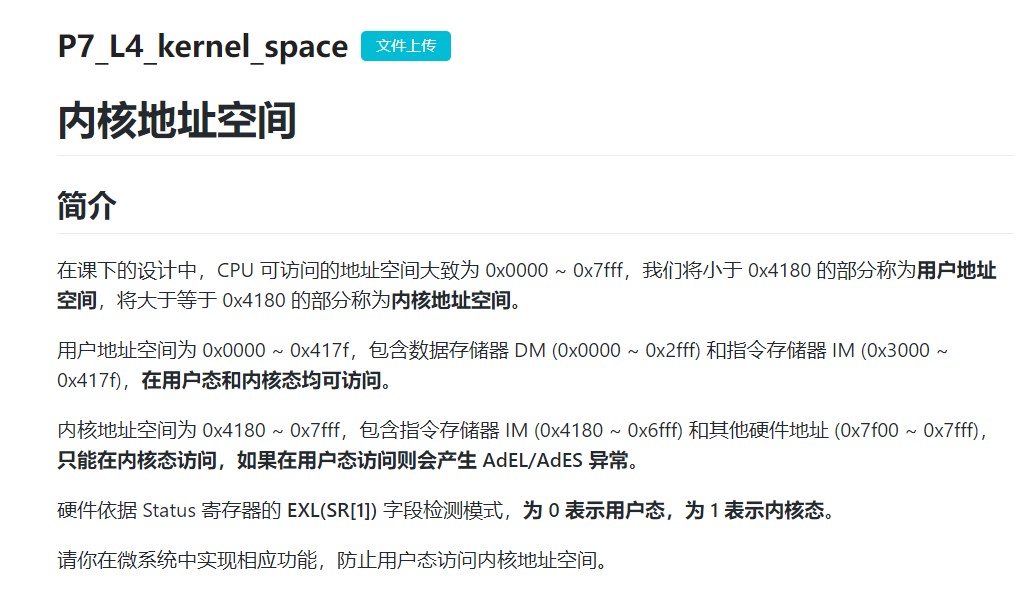 P7_L4_kernel_space 文件上传
内核地址空间
简介
在课下的设计中，CPU 可访问的地址空间大致为 0x0000 ~ 0x7fff，我们将小于 0x4180 的部分称为用户地址
空间，将大于等于 0x4180 的部分称为内核地址空间。
用户地址空间为 0x0000 ~ 0x417f，包含数据存储器 DM (0x0000 ~ 0x2fff) 和指令存储器 IM (0x3000 ~
0x417f)，在用户态和内核态均可访问。
内核地址空间为 0x4180 ~ 0x7fff，包含指令存储器 IM (0x4180 ~ 0x6fff) 和其他硬件地址 (0x7f00 ~ 0x7fff)，
只能在内核态访问，如果在用户态访问则会产生 AdEL/AdES 异常。
硬件依据 Status 寄存器的 EXL(SR[1]) 字段检测模式，为 0 表示用户态，为 1 表示内核态。
请你在微系统中实现相应功能，防止用户态访问内核地址空间。